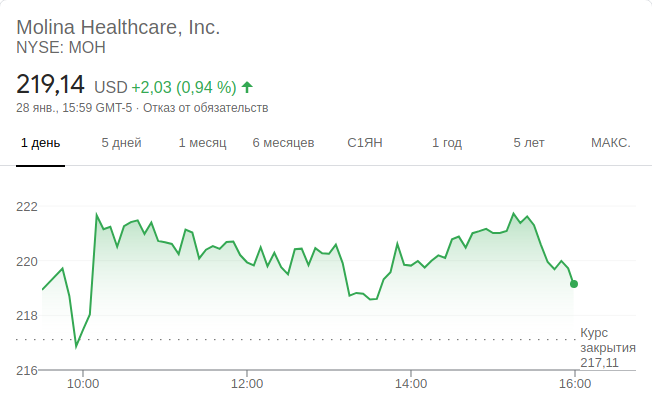 Molina Healthcare, Inc.
NYSE: MOH
219,14 USD +2,03 (0,94 %)
28 янв., 15:59 GMT-5 · Отказ от обязательств
1 день 5 дней 1 месяц 6 месяцев С1ЯН 1 год 5 лет МАКС.
222
220
218
Курс
закрытия
217,11
216
10:00 12:00 14:00 16:00